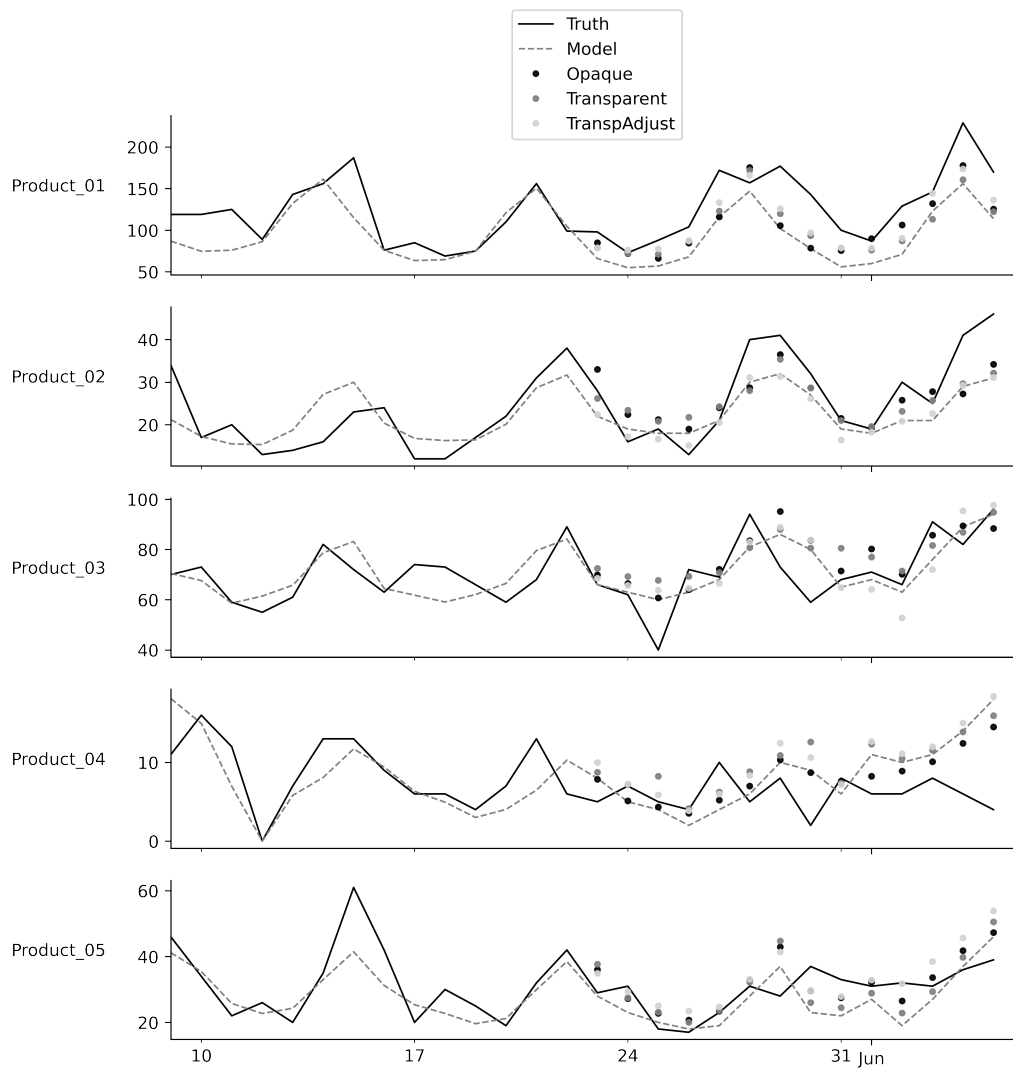 Truth
Model
Opaque
Transparent
TranspAdjust
Product_01
200
150
100
50
Product_02
40
30
20
Product_03
100
80
60
40
Product_04
10
0
Product_05
60
40
20
10 17 24 31 Jun